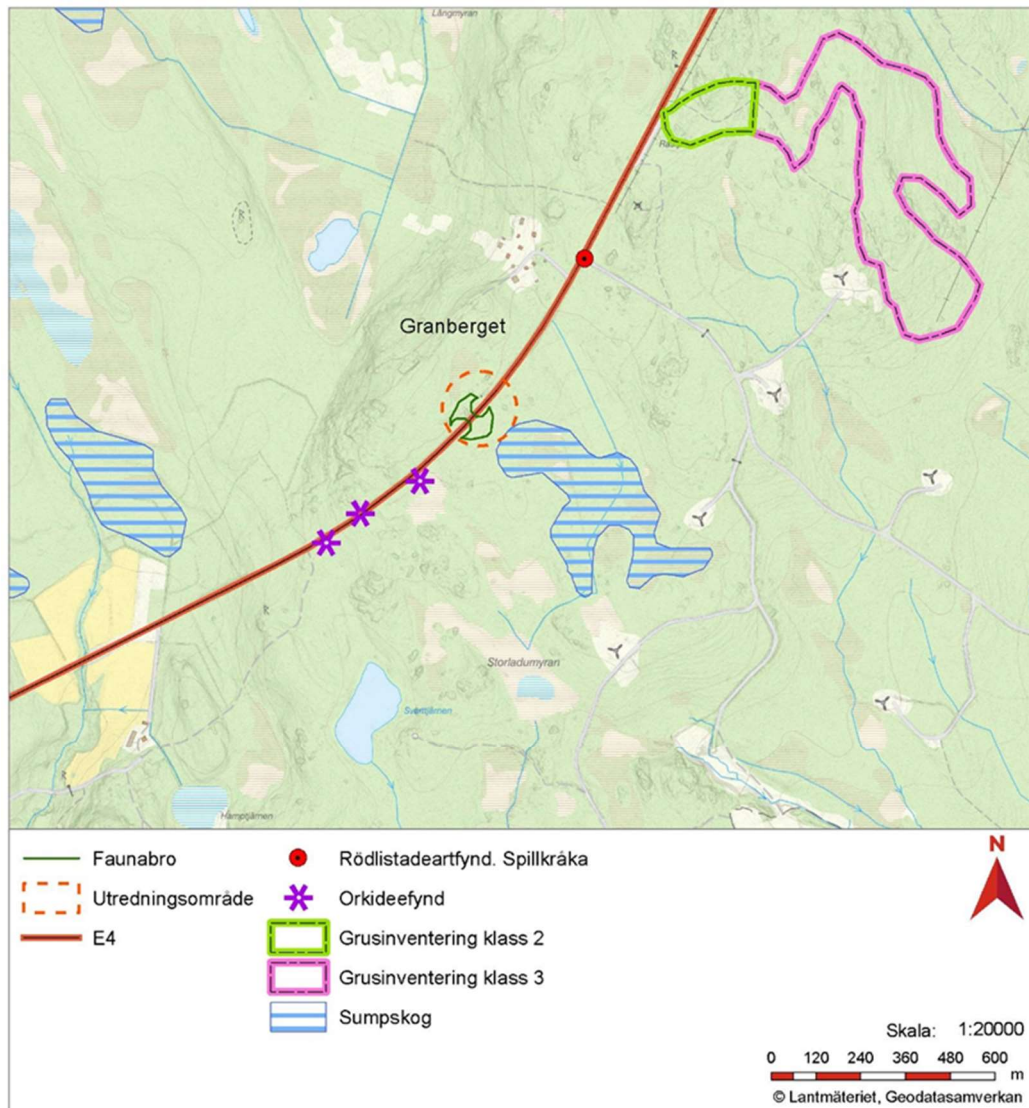 Långmyran
Granberget
Storladumyran
Svarttjärnen
Hamptjärnen
Faunabro
Utredningsområde
E4
Rödlistadeartfynd. Spillkråka
Orkideefynd
Grusinventering klass 2
Grusinventering klass 3
Sumpskog
N
Skala: 1:20000
0 120 240 360 480 600
m
© Lantmäteriet, Geodatasamverkan